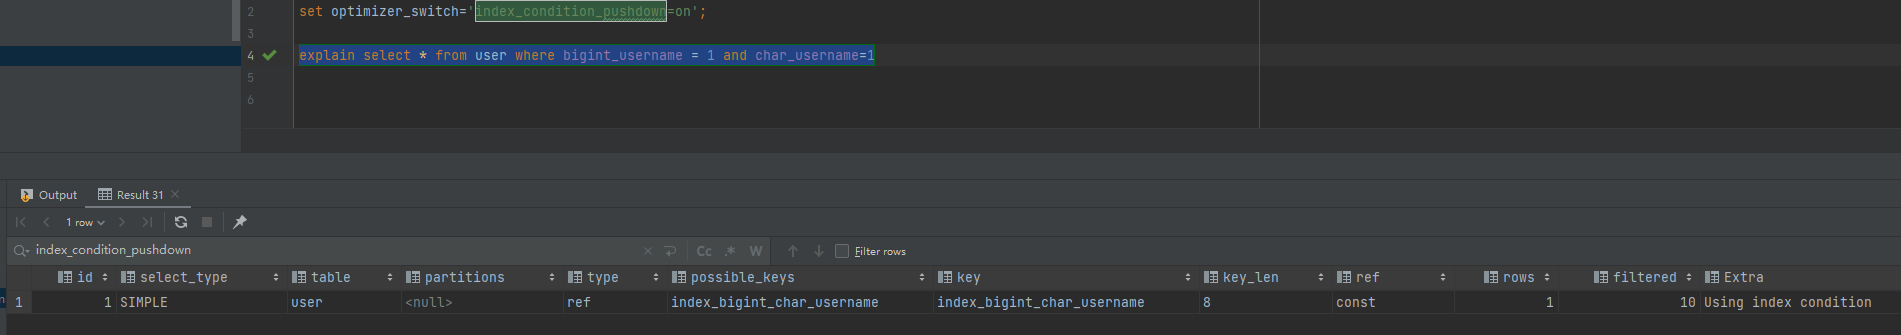 2 set optimizer_switch='index_condition_pushdown=on';
3
4 explain select * from user where bigint_username = 1 and char_username=1
5
6
Output Result 31
1 row
index_condition_pushdown Cc .* W Filter rows
id select_type table partitions type possible_keys key key_len ref rows filtered Extra
1 1 SIMPLE user <null> ref index_bigint_char_username index_bigint_char_username 8 const 1 10 Using index condition